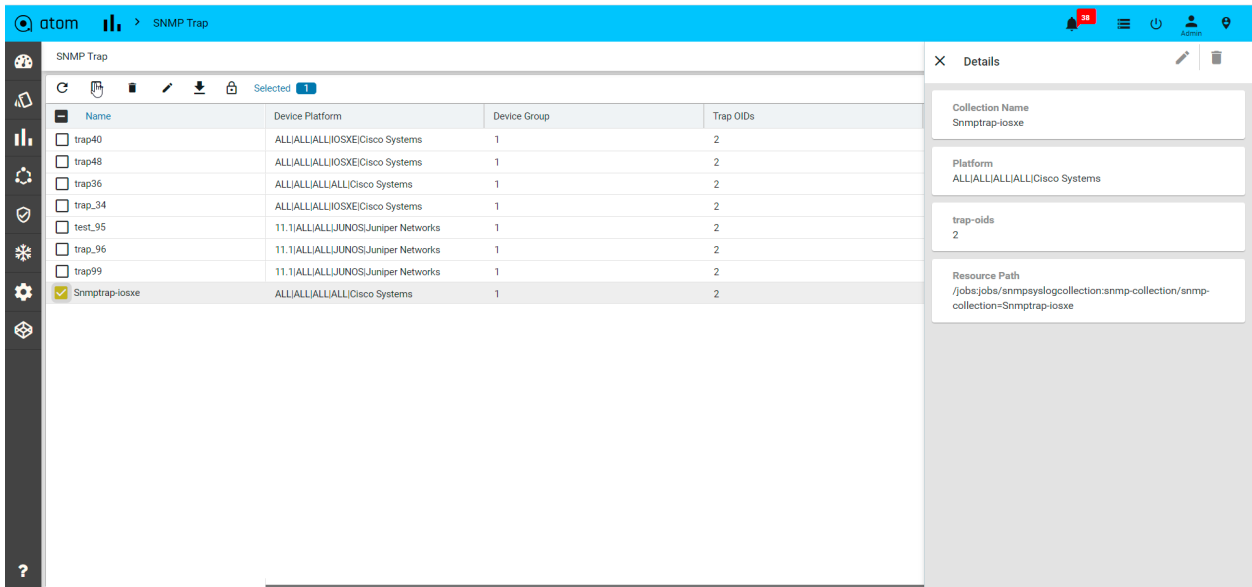 atom > SNMP Trap 38 Admin
SNMP Trap
Selected 1
Name Device Platform Device Group Trap OIDs
trap40 ALL|ALL|ALL|IOSXE|Cisco Systems 1 2
trap48 ALL|ALL|ALL|IOSXE|Cisco Systems 1 2
trap36 ALL|ALL|ALL|ALL|Cisco Systems 1 2
trap_34 ALL|ALL|ALL|IOSXE|Cisco Systems 1 2
test_95 11.1|ALL|ALL|JUNOS|Juniper Networks 1 2
trap_96 11.1|ALL|ALL|JUNOS|Juniper Networks 1 2
trap99 11.1|ALL|ALL|JUNOS|Juniper Networks 1 2
Snmptrap-iosxe ALL|ALL|ALL|ALL|Cisco Systems 1 2
Details
Collection Name
Snmptrap-iosxe
Platform
ALL|ALL|ALL|ALL|Cisco Systems
trap-oids
2
Resource Path
/jobs:jobs/snmpsyslogcollection:snmp-collection/snmp-
collection=Snmptrap-iosxe
?